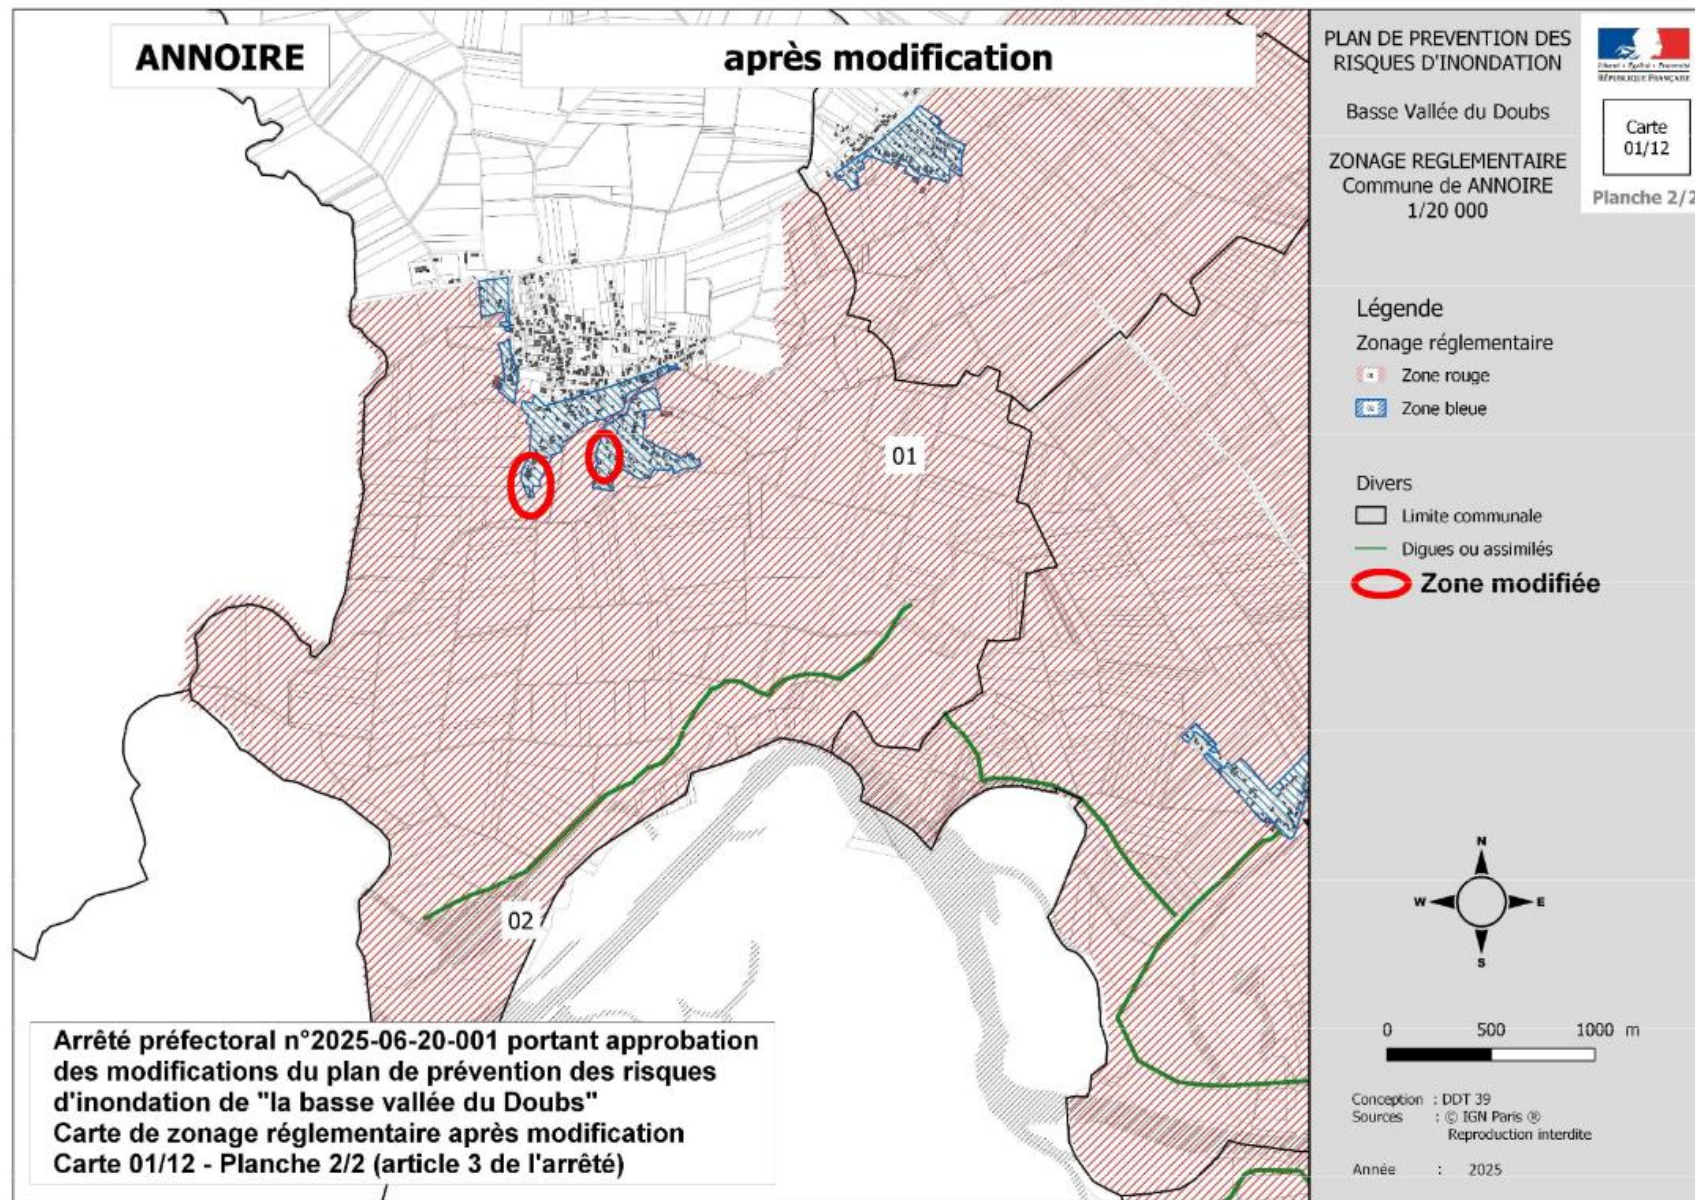 ANNOIRE
après modification
PLAN DE PREVENTION DES
RISQUES D'INONDATION
RÉPUBLIQUE FRANÇAISE
Basse Vallée du Doubs
Carte
01/12
ZONAGE REGLEMENTAIRE
Commune de ANNOIRE
1/20 000
Planche 2/2
Légende
Zonage réglementaire
01 Zone rouge
02 Zone bleue
Divers
Limite communale
Digues ou assimilés
Zone modifiée
01
02
N
W E
S
0 500 1000 m
Conception : DDT 39
Sources : © IGN Paris ®
Reproduction interdite
Année : 2025
Arrêté préfectoral n°2025-06-20-001 portant approbation
des modifications du plan de prévention des risques
d'inondation de "la basse vallée du Doubs"
Carte de zonage réglementaire après modification
Carte 01/12 - Planche 2/2 (article 3 de l'arrêté)